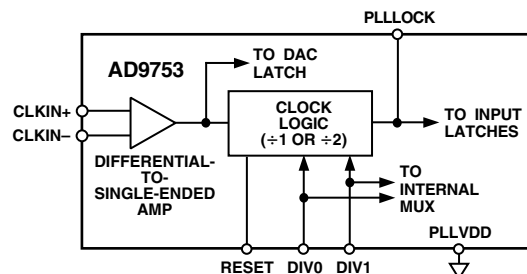 PLLLOCK
AD9753
TO DAC
LATCH
CLKIN+
CLKIN–
CLOCK
LOGIC
(÷1 OR ÷2)
TO INPUT
LATCHES
DIFFERENTIAL-
TO-
SINGLE-ENDED
AMP
TO
INTERNAL
MUX
PLLVDD
RESET DIV0 DIV1